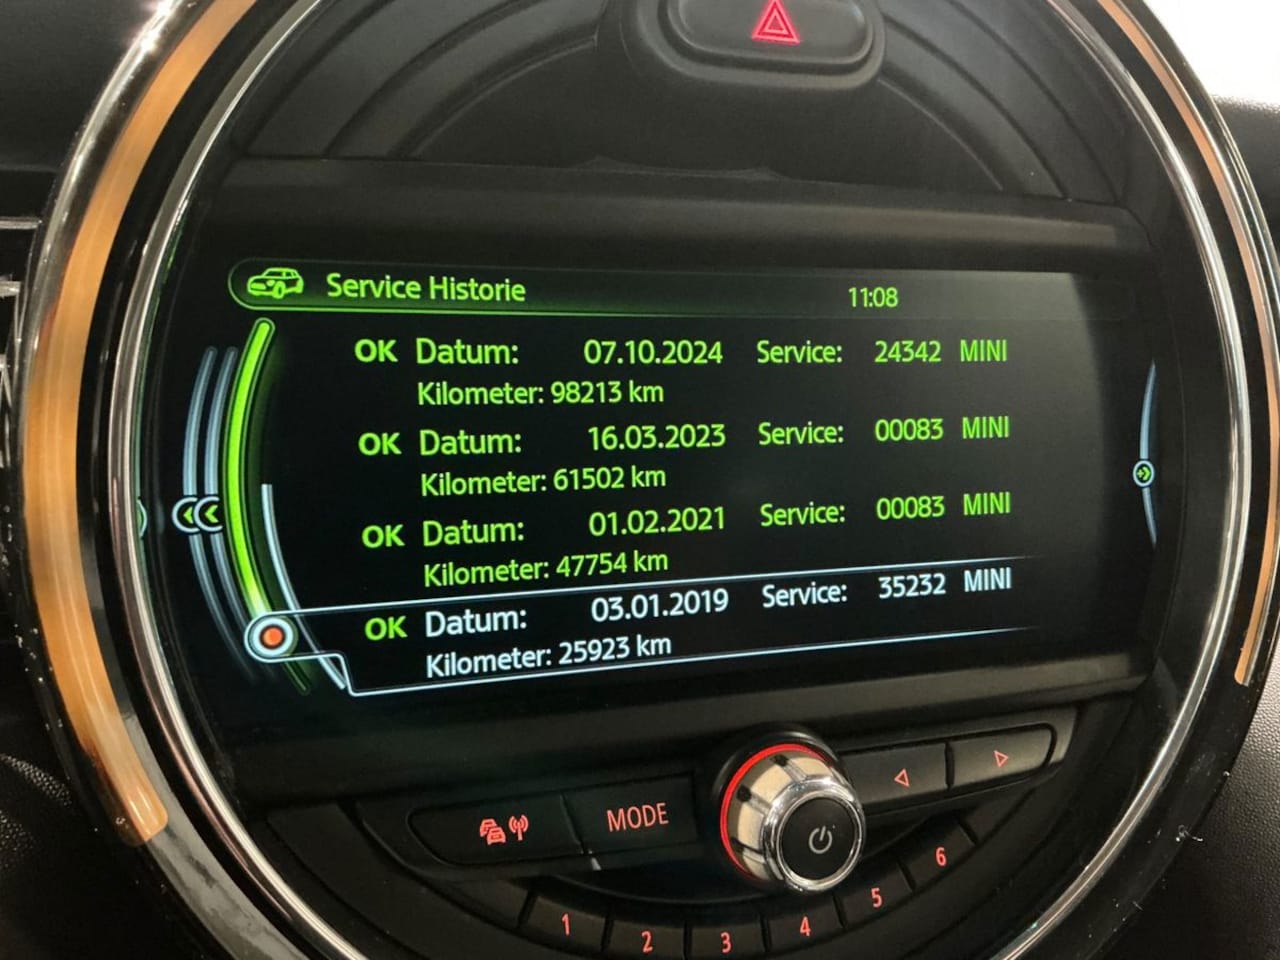 Service Historie 11:08
OK Datum: 07.10.2024 Service: 24342 MINI
Kilometer: 98213 km
OK Datum: 16.03.2023 Service: 00083 MINI
Kilometer: 61502 km
OK Datum: 01.02.2021 Service: 00083 MINI
Kilometer: 47754 km
OK Datum: 03.01.2019 Service: 35232 MINI
Kilometer: 25923 km
MODE
1 2 3 4 5 6